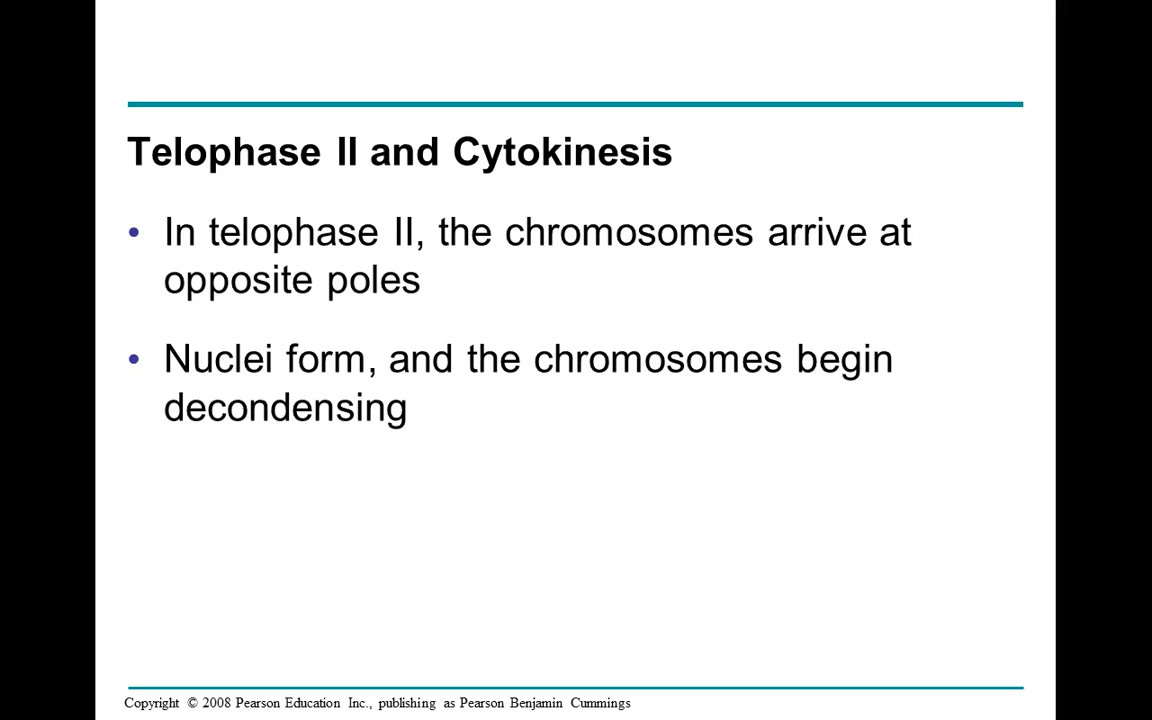 Telophase II and Cytokinesis
• In telophase II, the chromosomes arrive at
opposite poles
• Nuclei form, and the chromosomes begin
decondensing
Copyright © 2008 Pearson Education Inc., publishing as Pearson Benjamin Cummings